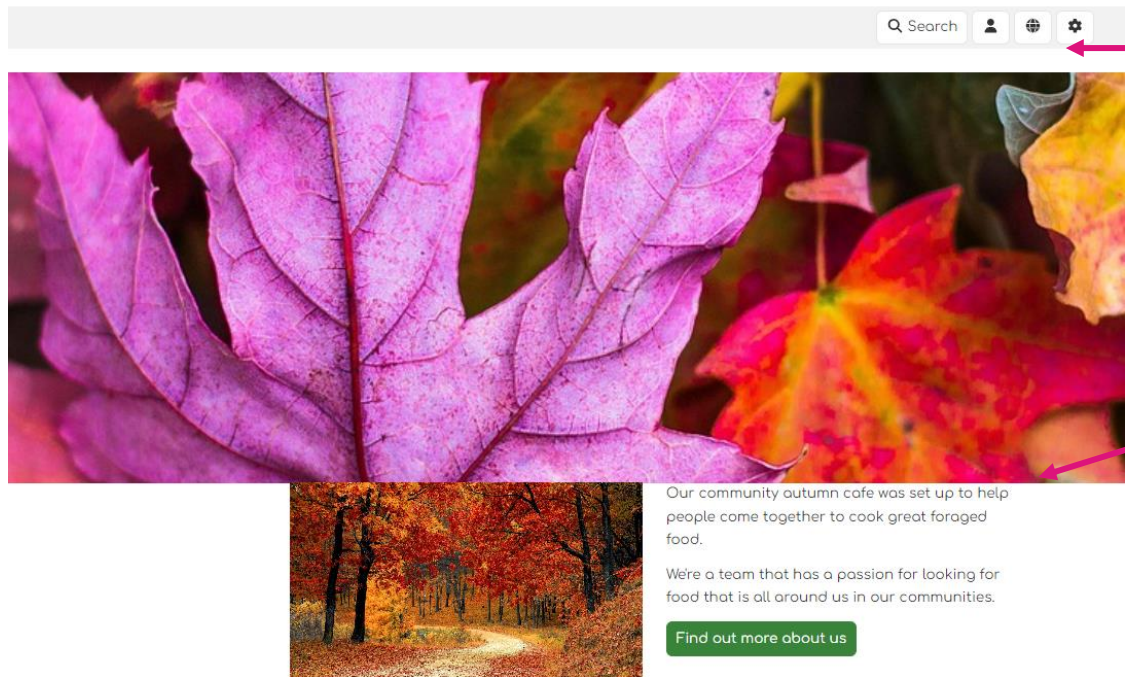 Search
Our community autumn cafe was set up to help
people come together to cook great foraged
food.
We're a team that has a passion for looking for
food that is all around us in our communities.
Find out more about us